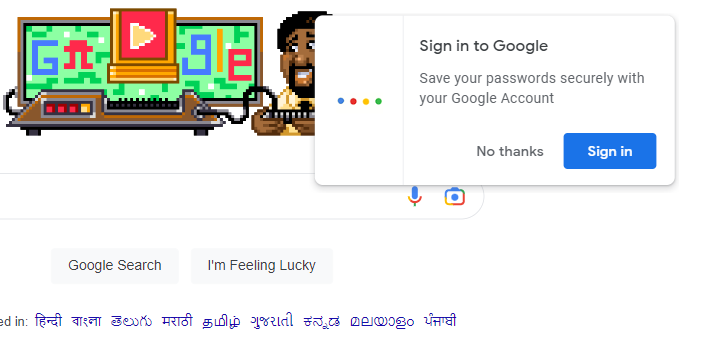 Google
Sign in to Google
Save your passwords securely with
your Google Account
No thanks
Sign in
Google Search
I'm Feeling Lucky
ed in: हिन्दी বাংলা తెలుగు मराठी தமிழ் ગુજરાતી ಕನ್ನಡ മലയാളം ਪੰਜਾਬੀ